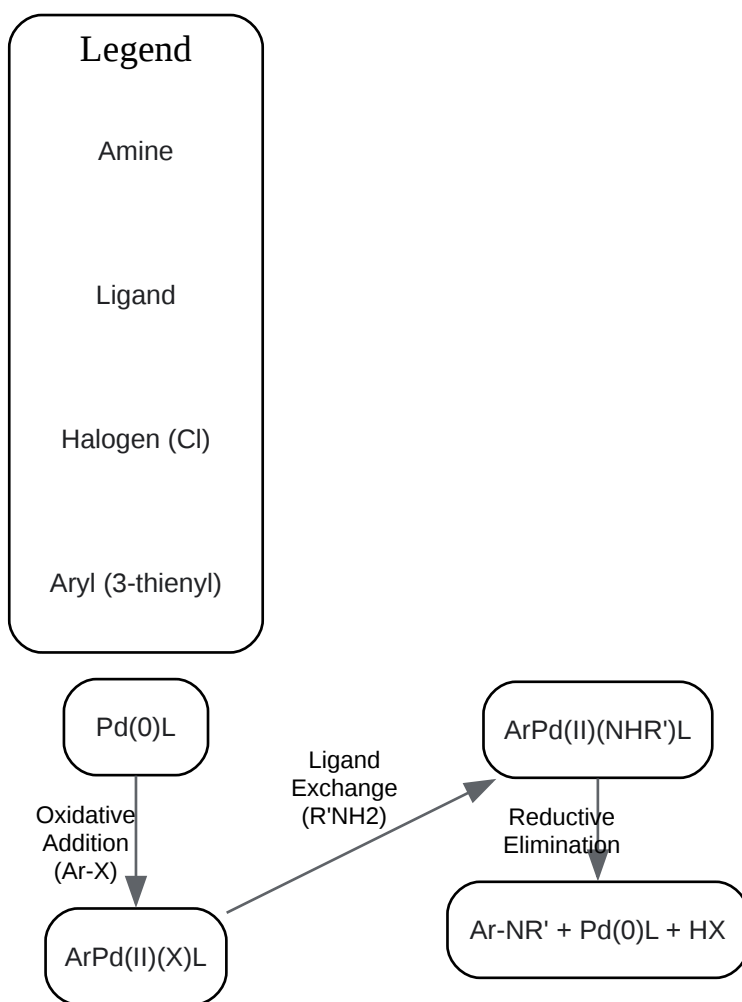 Legend
Amine
Ligand
Halogen (Cl)
Aryl (3-thienyl)
Pd(0)L
Oxidative
Addition
(Ar-X)
ArPd(II)(X)L
Ligand
Exchange
(R'NH2)
ArPd(II)(NHR')L
Reductive
Elimination
Ar-NR' + Pd(0)L + HX